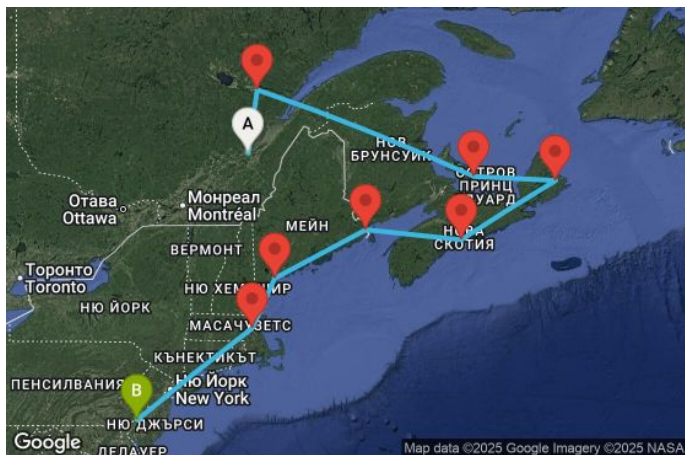 A
НОВ
БРУНСУИК
ОСТРОВ
ПРИНЦ
ЕДУАРД
Отава
Ottawa
Монреал
Montréal
МЕЙН
НОВА
СКОТИЯ
ВЕРМОНТ
Торонто
Toronto
НЮ ХЕМПШИР
НЮ ЙОРК
МАСАЧУЗЕТС
КЪНЕКТИКЪТ
ПЕНСИЛВАНИЯ
B
Ню Йорк
New York
НЮ ДЖЪРСИ
ДЕЛАУЕР
Google
Map data ©2025 Google Imagery ©2025 NASA